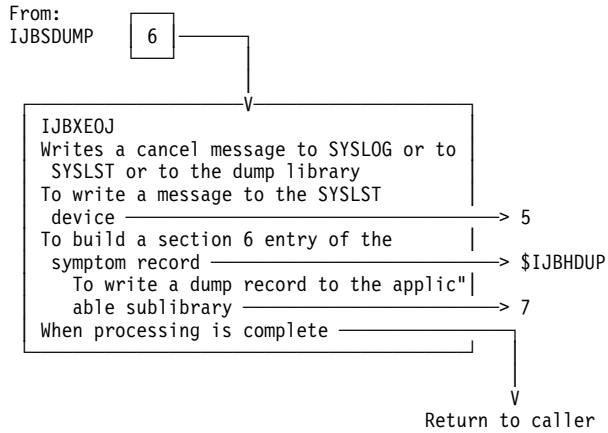 From:
IJBSDUMP 6
V
IJBXEOJ
Writes a cancel message to SYSLOG or to
SYSLST or to the dump library
To write a message to the SYSLST
device > 5
To build a section 6 entry of the
symptom record > $IJBHDUP
To write a dump record to the applic"
able sublibrary > 7
When processing is complete
V
Return to caller